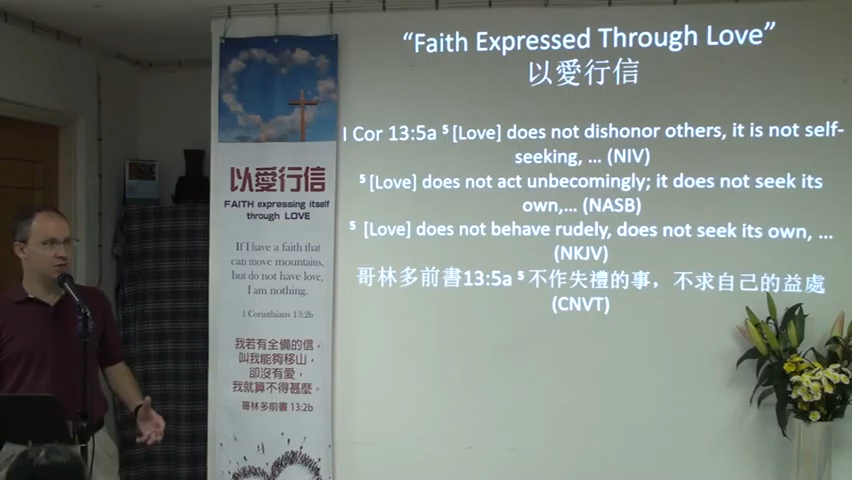 以愛行信
FAITH expressing itself
through LOVE
If I have a faith that
can move mountains,
but do not have love,
I am nothing.
1 Corinthians 13:2b
我若有全備的信，
叫我能夠移山，
卻沒有愛，
我就算不得甚麼。
哥林多前書 13:2b
“Faith Expressed Through Love”
以愛行信
I Cor 13:5a ⁵ [Love] does not dishonor others, it is not self-
seeking, ... (NIV)
⁵ [Love] does not act unbecomingly; it does not seek its
own,... (NASB)
⁵ [Love] does not behave rudely, does not seek its own, ...
(NKJV)
哥林多前書13:5a ⁵ 不作失禮的事，不求自己的益處
(CNVT)